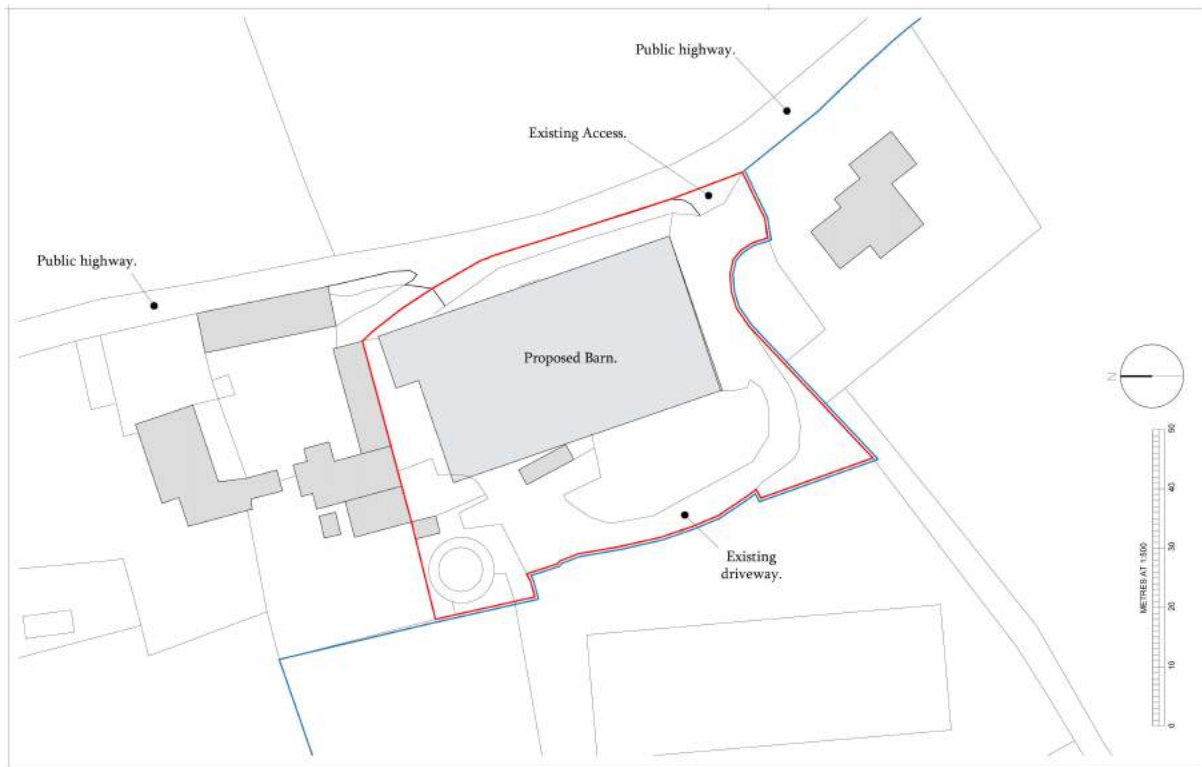 Public highway.
Existing Access.
Public highway.
Proposed Barn.
N
Existing
driveway.
METRES AT 1:500
0
10
20
30
40
50